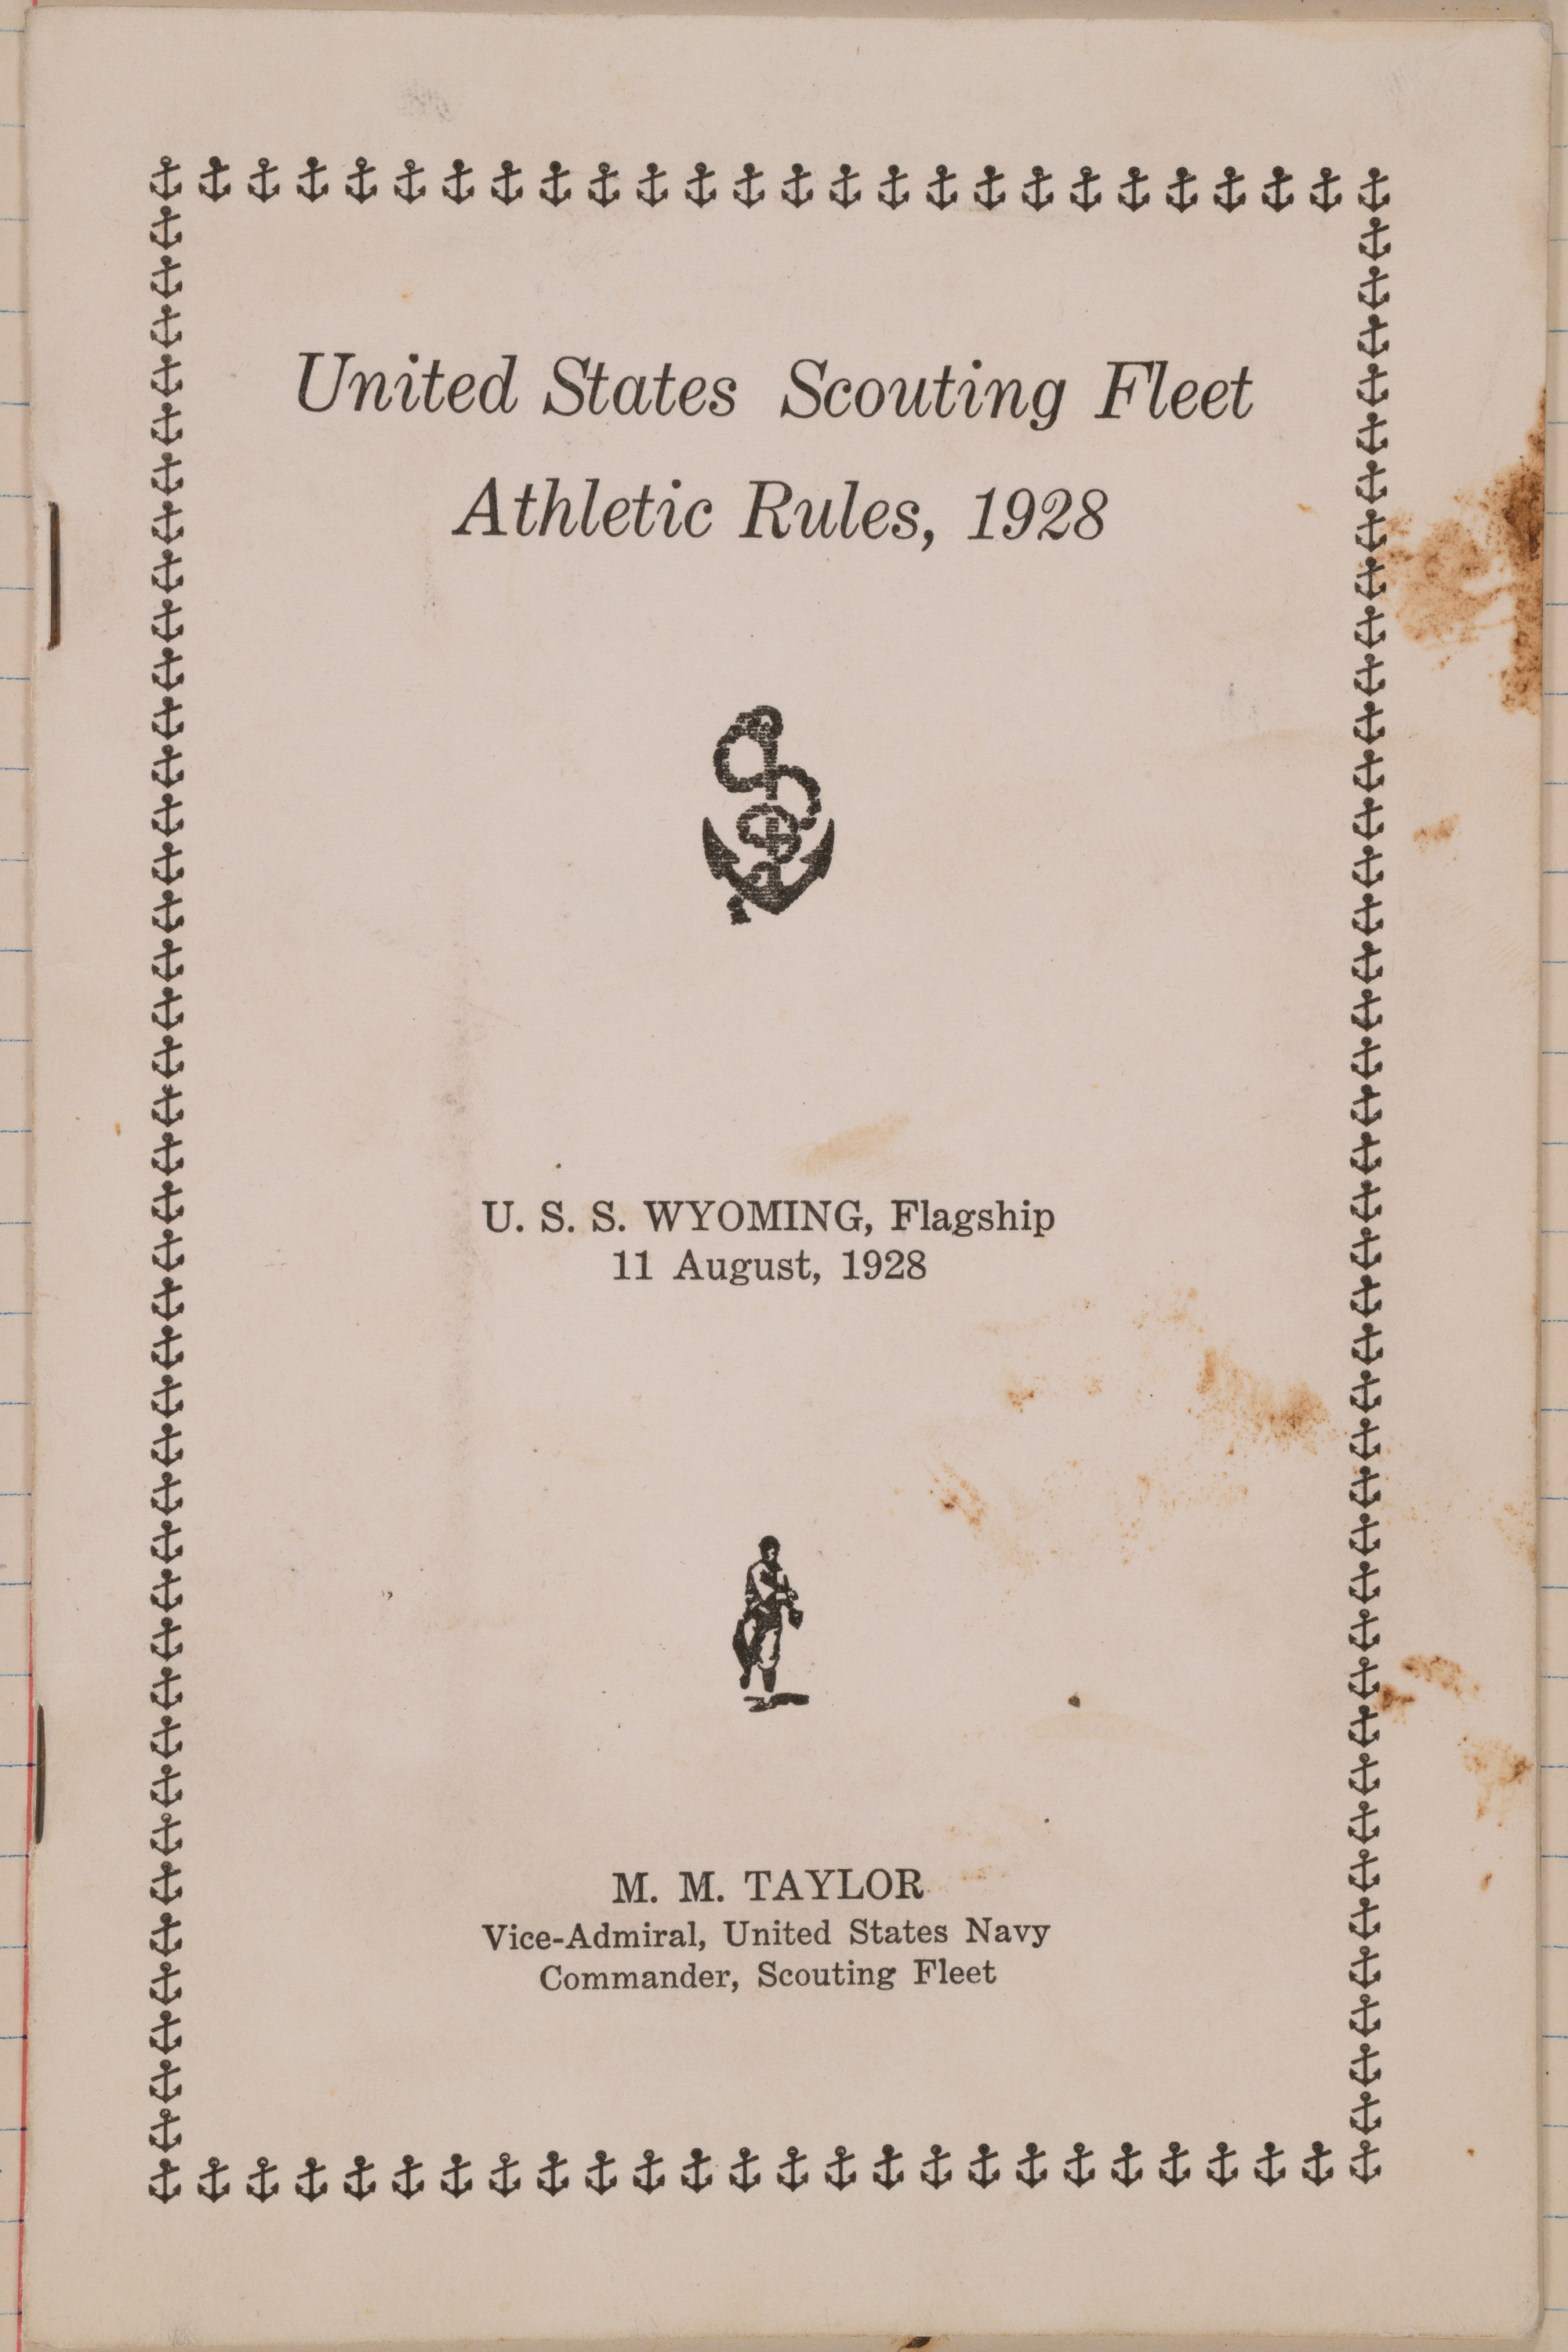 United States Scouting Fleet
Athletic Rules, 1928
U. S. S. WYOMING, Flagship
11 August, 1928
M. M. TAYLOR
Vice-Admiral, United States Navy
Commander, Scouting Fleet